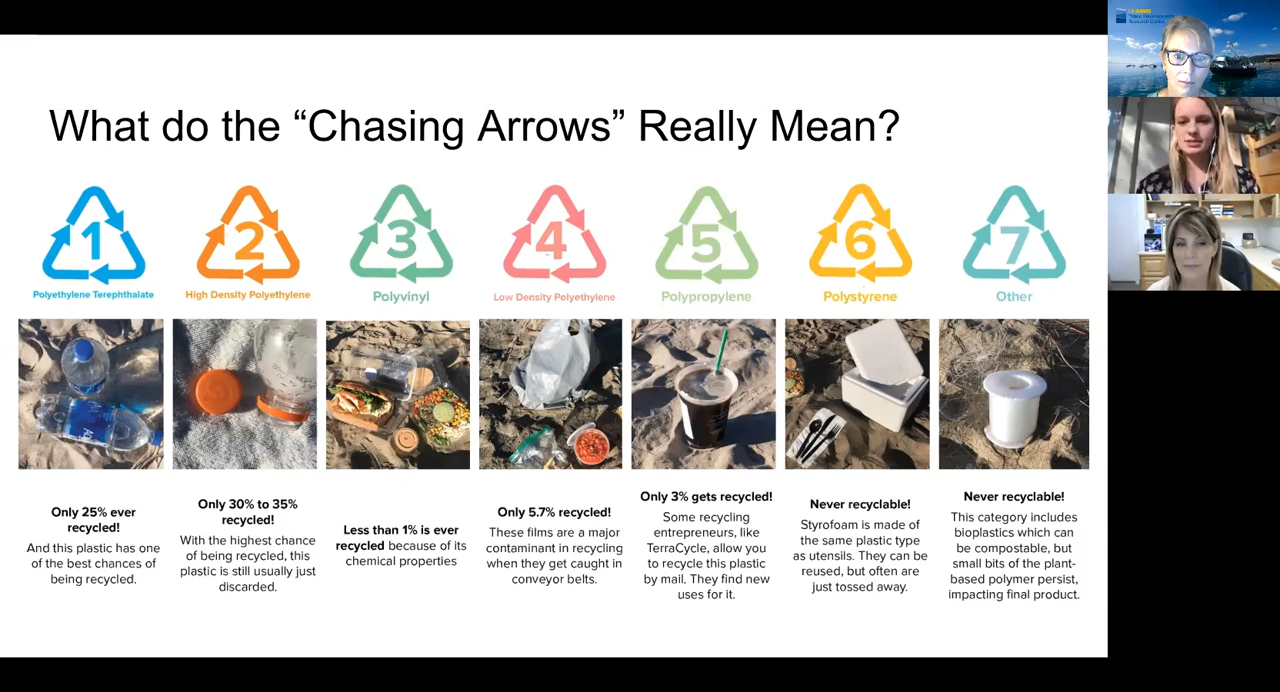 What do the “Chasing Arrows” Really Mean?
1
Polyethylene Terephthalate
Only 25% ever
recycled!
And this plastic has one
of the best chances of
being recycled.
2
High Density Polyethylene
Only 30% to 35%
recycled!
With the highest chance
of being recycled, this
plastic is still usually just
discarded.
3
Polyvinyl
Less than 1% is ever
recycled because of its
chemical properties
4
Low Density Polyethylene
Only 5.7% recycled!
These films are a major
contaminant in recycling
when they get caught in
conveyor belts.
5
Polypropylene
Only 3% gets recycled!
Some recycling
entrepreneurs, like
TerraCycle, allow you
to recycle this plastic
by mail. They find new
uses for it.
6
Polystyrene
Never recyclable!
Styrofoam is made of
the same plastic type
as utensils. They can be
reused, but often are
just tossed away.
7
Other
Never recyclable!
This category includes
bioplastics which can
be compostable, but
small bits of the plant-
based polymer persist,
impacting final product.